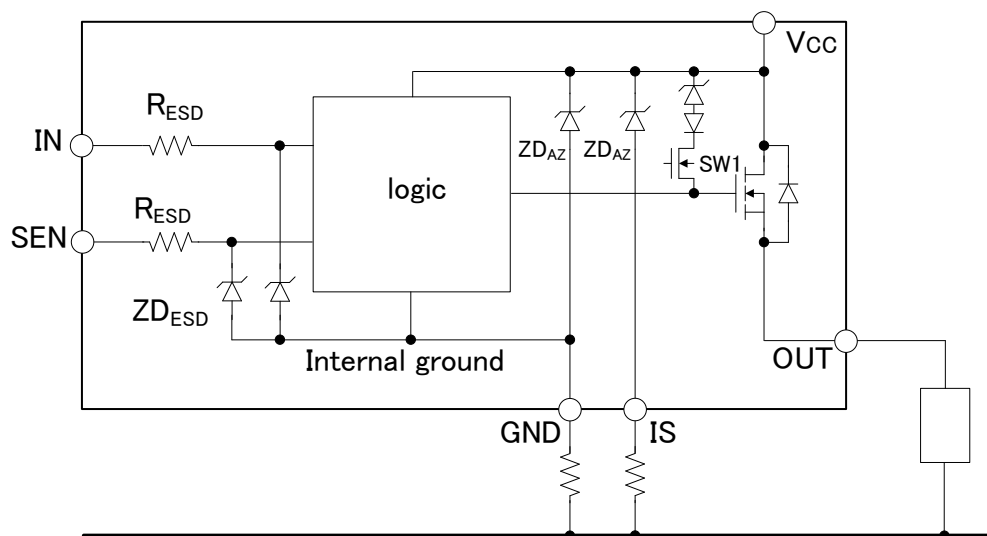 VCC
RESD
IN
ZDAZ
ZDAZ
SW1
logic
RESD
SEN
ZDESD
Internal ground
OUT
GND
IS